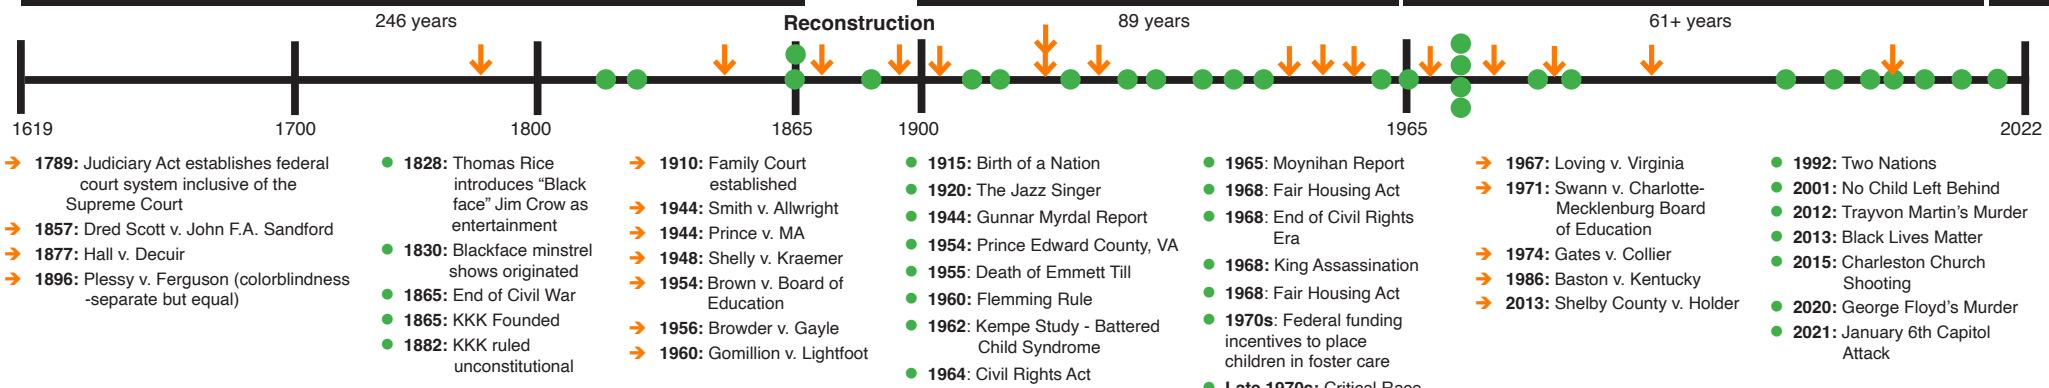 246 years
Reconstruction
89 years
61+ years
1619
1700
1800
1865
1900
1965
2022
1789: Judiciary Act establishes federal
court system inclusive of the
Supreme Court
1857: Dred Scott v. John F.A. Sandford
1877: Hall v. Decuir
1896: Plessy v. Ferguson (colorblindness
-separate but equal)
1828: Thomas Rice
introduces “Black
face” Jim Crow as
entertainment
1830: Blackface minstrel
shows originated
1865: End of Civil War
1865: KKK Founded
1882: KKK ruled
unconstitutional
1910: Family Court
established
1944: Smith v. Allwright
1944: Prince v. MA
1948: Shelly v. Kraemer
1954: Brown v. Board of
Education
1956: Browder v. Gayle
1960: Gomillion v. Lightfoot
1915: Birth of a Nation
1920: The Jazz Singer
1944: Gunnar Myrdal Report
1954: Prince Edward County, VA
1955: Death of Emmett Till
1960: Flemming Rule
1962: Kempe Study - Battered
Child Syndrome
1964: Civil Rights Act
1965: Moynihan Report
1968: Fair Housing Act
1968: End of Civil Rights
Era
1968: King Assassination
1968: Fair Housing Act
1970s: Federal funding
incentives to place
children in foster care
Late 1970s: Critical Race
1967: Loving v. Virginia
1971: Swann v. Charlotte-
Mecklenburg Board
of Education
1974: Gates v. Collier
1986: Baston v. Kentucky
2013: Shelby County v. Holder
1992: Two Nations
2001: No Child Left Behind
2012: Trayvon Martin’s Murder
2013: Black Lives Matter
2015: Charleston Church
Shooting
2020: George Floyd’s Murder
2021: January 6th Capitol
Attack